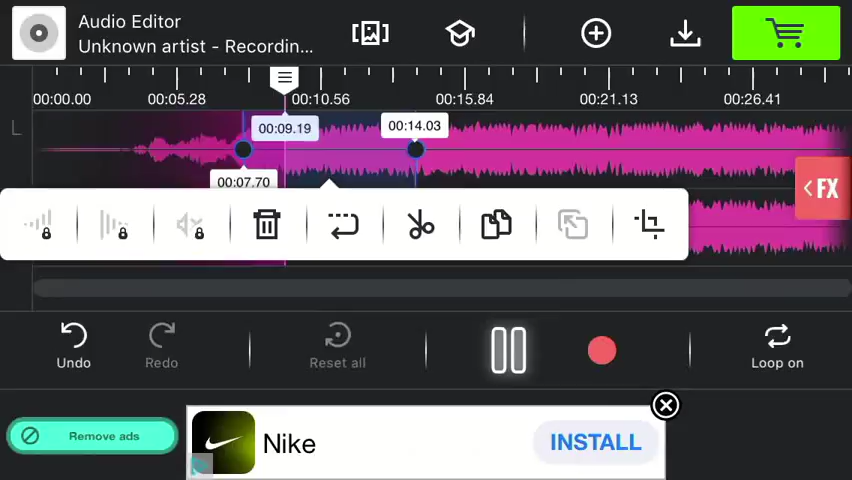 Audio Editor
Unknown artist - Recordin...
00:00.00 00:05.28 00:10.56 00:15.84 00:21.13 00:26.41
L
00:09.19
00:14.03
00:07.70
FX
Undo
Redo
Reset all
Loop on
Remove ads
Nike
INSTALL